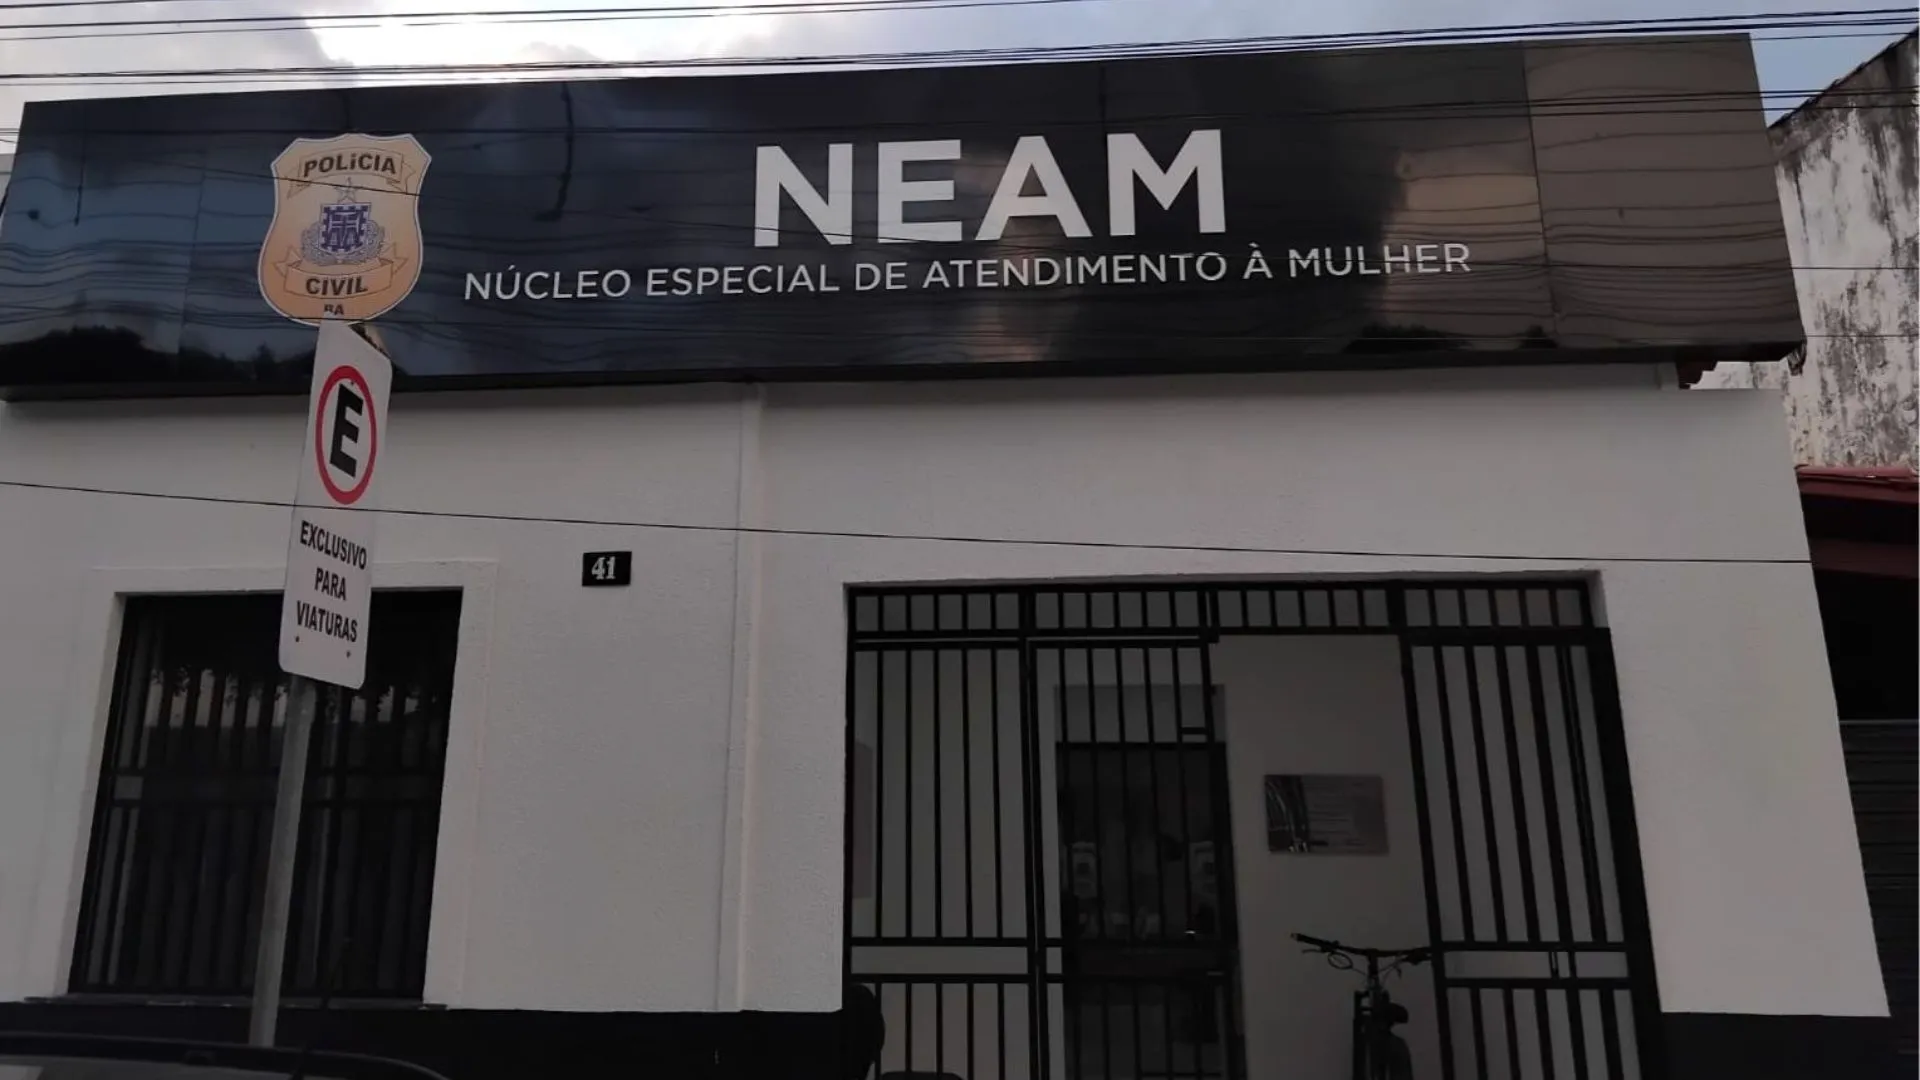 POLÍCIA
CIVIL
BA
NEAM
NÚCLEO ESPECIAL DE ATENDIMENTO À MULHER
E
EXCLUSIVO
PARA
VIATURAS
41